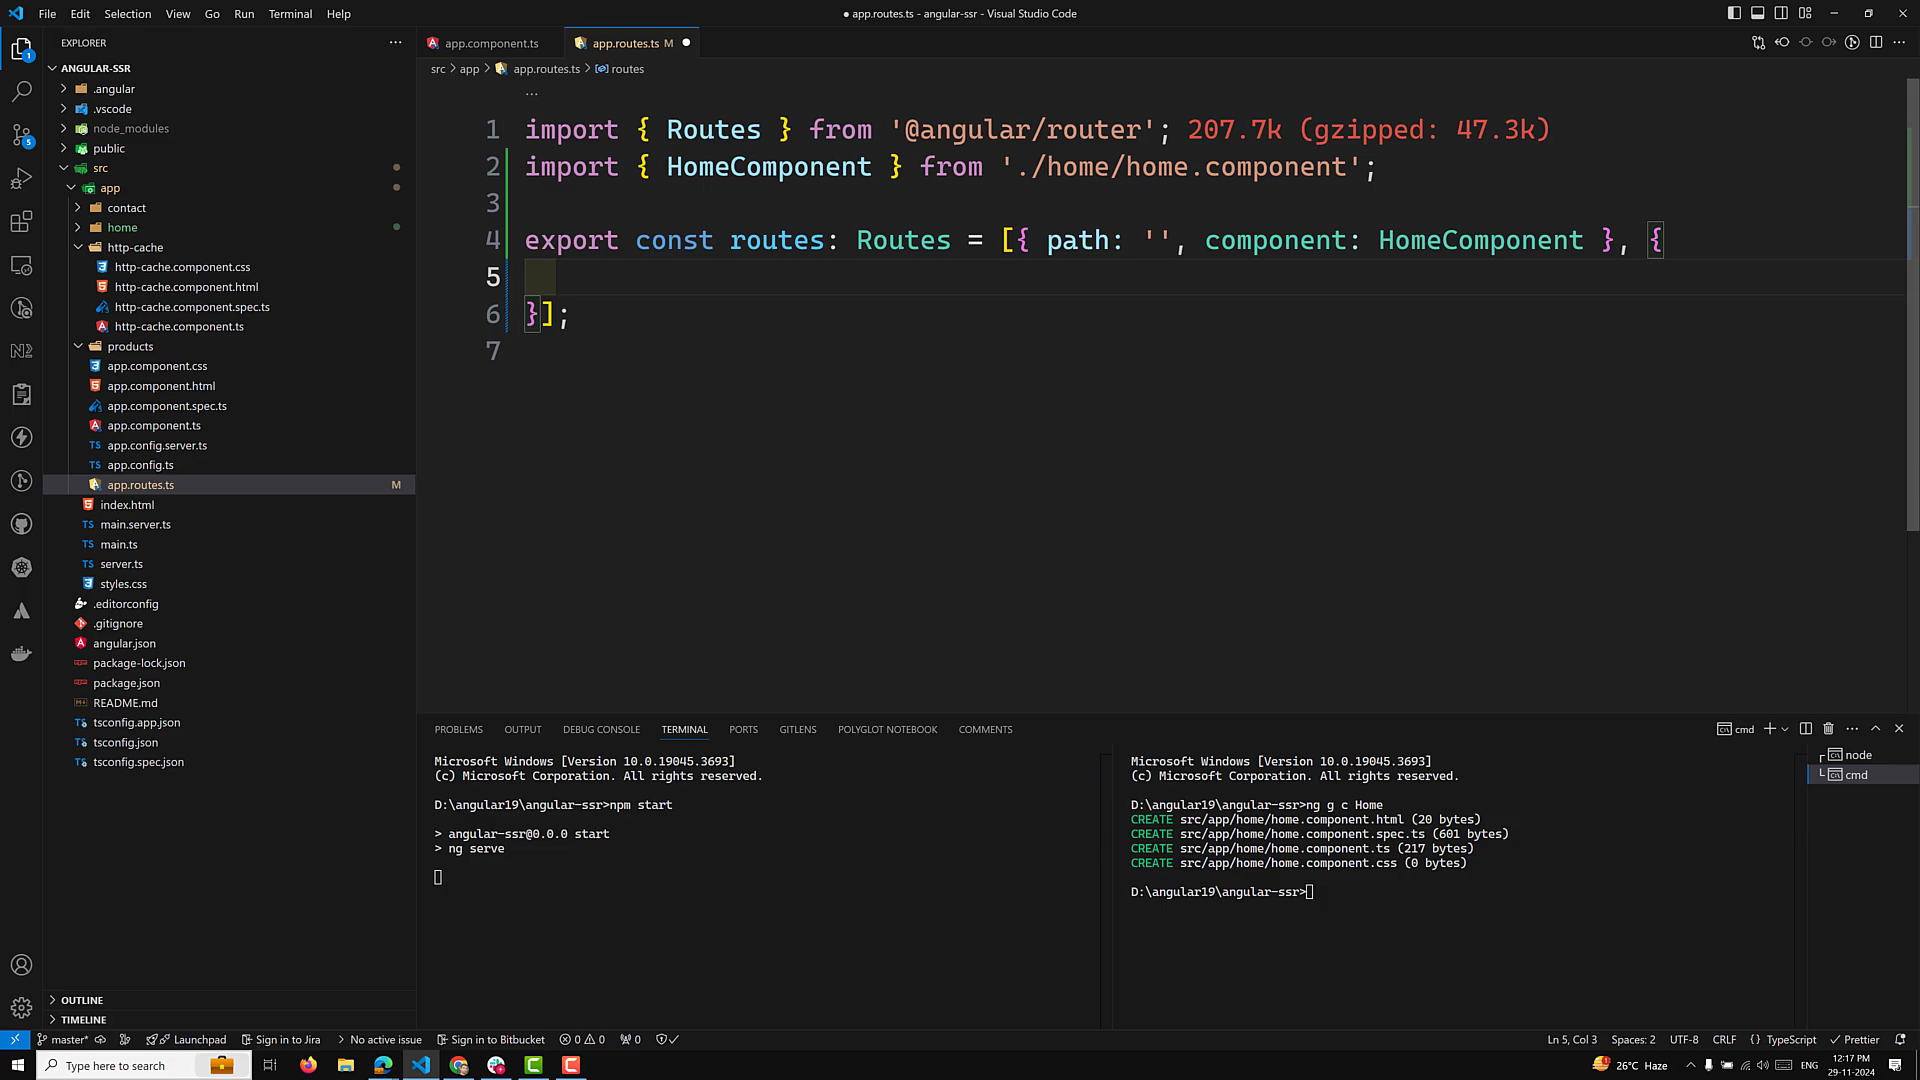 File Edit Selection View Go Run Terminal Help
● app.routes.ts - angular-ssr - Visual Studio Code
EXPLORER
ANGULAR-SSR
.angular
.vscode
node_modules
public
src
app
contact
home
http-cache
http-cache.component.css
http-cache.component.html
http-cache.component.spec.ts
http-cache.component.ts
products
app.component.css
app.component.html
app.component.spec.ts
app.component.ts
app.config.server.ts
app.config.ts
app.routes.ts M
index.html
main.server.ts
main.ts
server.ts
styles.css
.editorconfig
.gitignore
angular.json
package-lock.json
package.json
README.md
tsconfig.app.json
tsconfig.json
tsconfig.spec.json
OUTLINE
TIMELINE
app.component.ts app.routes.ts M ●
src > app > app.routes.ts > routes
...
1 import { Routes } from '@angular/router'; 207.7k (gzipped: 47.3k)
2 import { HomeComponent } from './home/home.component';
3
4 export const routes: Routes = [{ path: '', component: HomeComponent }, {
5
6 }];
7
PROBLEMS OUTPUT DEBUG CONSOLE TERMINAL PORTS GITLENS POLYGLOT NOTEBOOK COMMENTS
cmd
Microsoft Windows [Version 10.0.19045.3693]
(c) Microsoft Corporation. All rights reserved.
D:\angular19\angular-ssr>npm start
> angular-ssr@0.0.0 start
> ng serve
Microsoft Windows [Version 10.0.19045.3693]
(c) Microsoft Corporation. All rights reserved.
D:\angular19\angular-ssr>ng g c Home
CREATE src/app/home/home.component.html (20 bytes)
CREATE src/app/home/home.component.spec.ts (601 bytes)
CREATE src/app/home/home.component.ts (217 bytes)
CREATE src/app/home/home.component.css (0 bytes)
D:\angular19\angular-ssr>
node
cmd
master* Launchpad Sign in to Jira > No active issue Sign in to Bitbucket 0 0 0 Ln 5, Col 3 Spaces: 2 UTF-8 CRLF {} TypeScript Prettier
Type here to search
26°C Haze
ENG
12:17 PM
29-11-2024